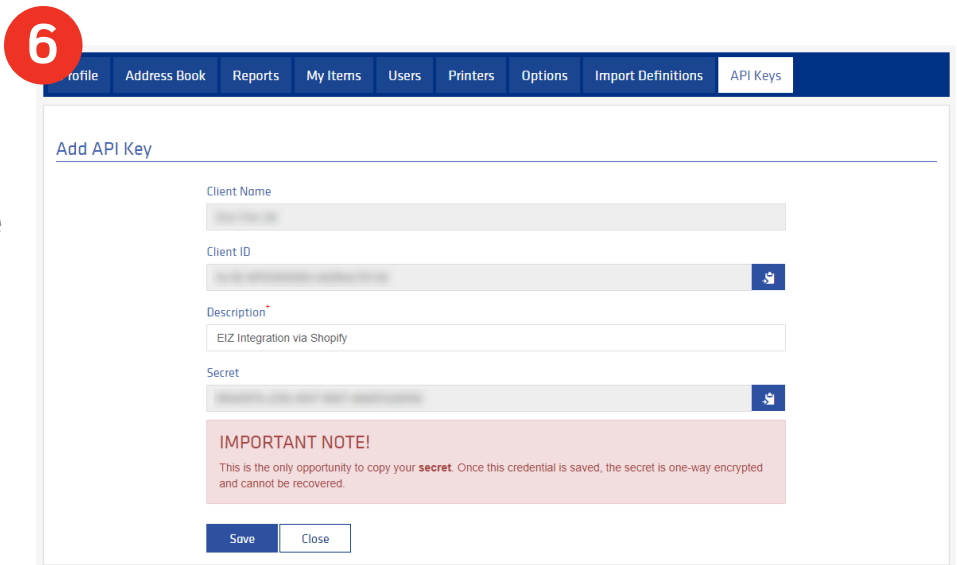 6
Profile Address Book Reports My Items Users Printers Options Import Definitions API Keys
Add API Key
Client Name
Client ID
Description*
EIZ Integration via Shopify
Secret
IMPORTANT NOTE!
This is the only opportunity to copy your secret. Once this credential is saved, the secret is one-way encrypted
and cannot be recovered.
Save Close